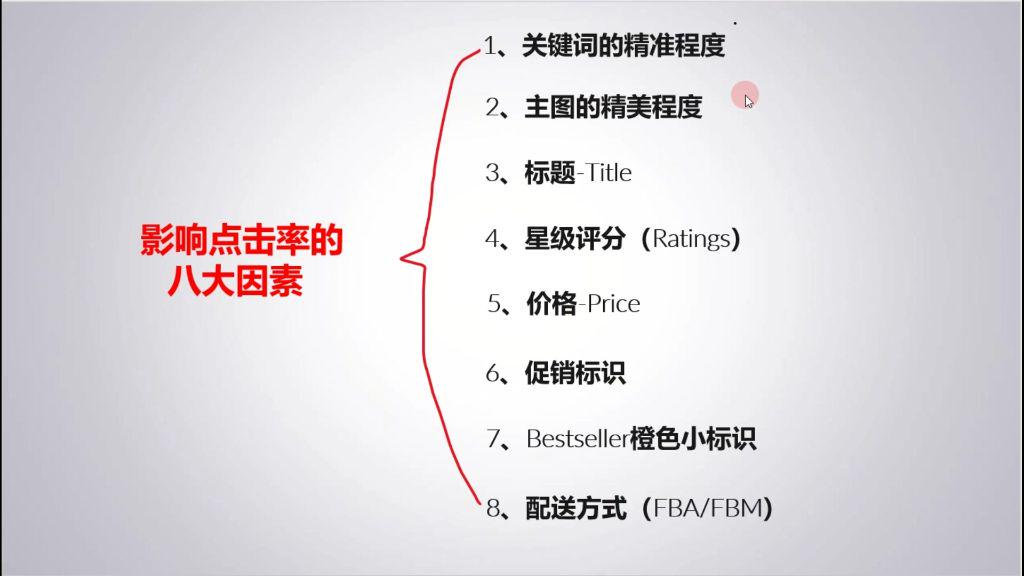 影响点击率的
八大因素
1、关键词的精准程度
2、主图的精美程度
3、标题-Title
4、星级评分（Ratings）
5、价格-Price
6、促销标识
7、Bestseller橙色小标识
8、配送方式（FBA/FBM）